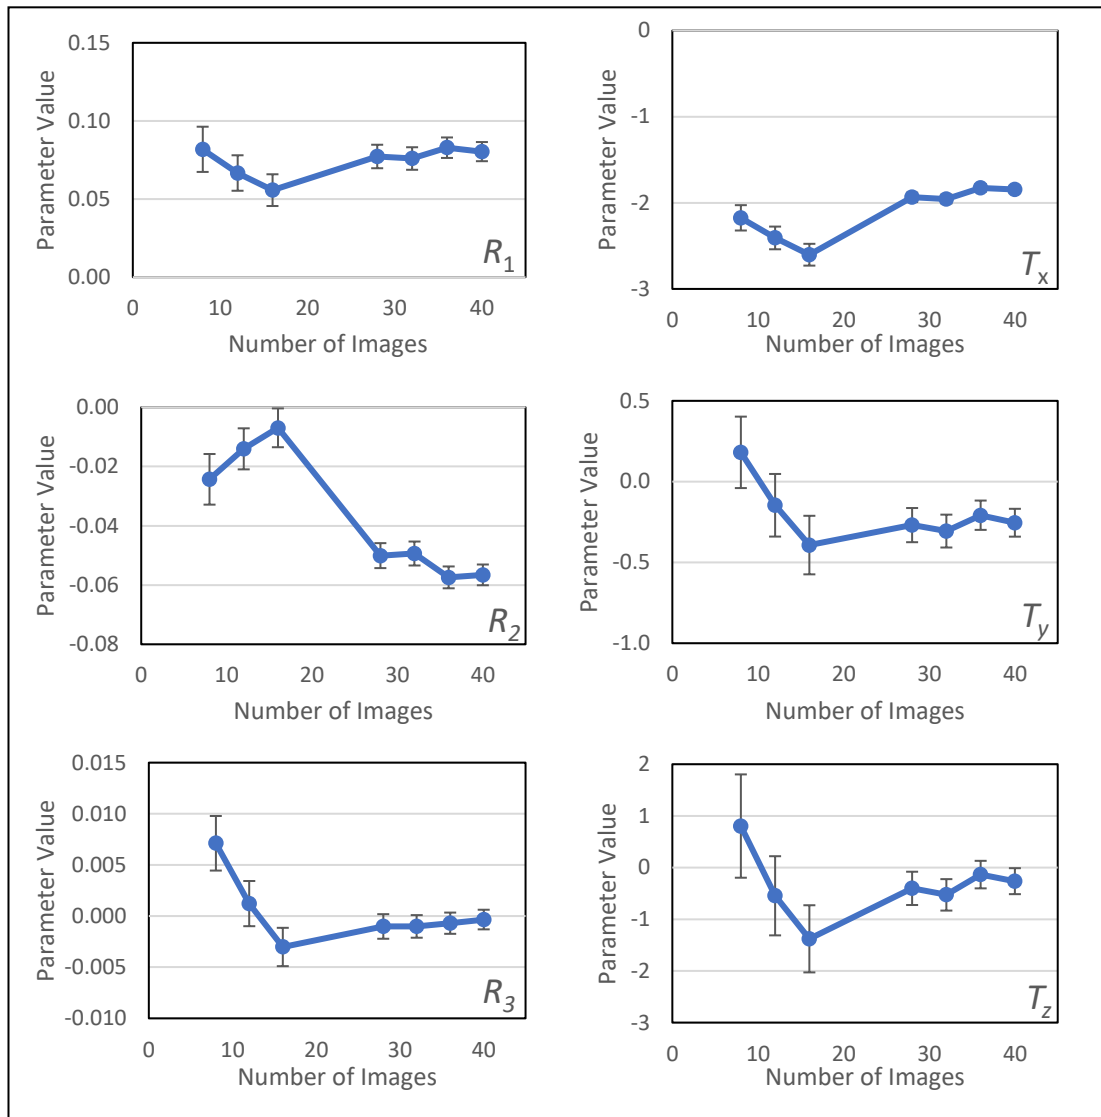 Parameter Value
0.15
0.10
0.05
0.00
R1
0 10 20 30 40
Number of Images
Parameter Value
0
-1
-2
-3
Tx
0 10 20 30 40
Number of Images
Parameter Value
0.00
-0.02
-0.04
-0.06
-0.08
R2
0 10 20 30 40
Number of Images
Parameter Value
0.5
0.0
-0.5
-1.0
Ty
0 10 20 30 40
Number of Images
Parameter Value
0.015
0.010
0.005
0.000
-0.005
-0.010
R3
0 10 20 30 40
Number of Images
Parameter Value
2
1
0
-1
-2
-3
Tz
0 10 20 30 40
Number of Images